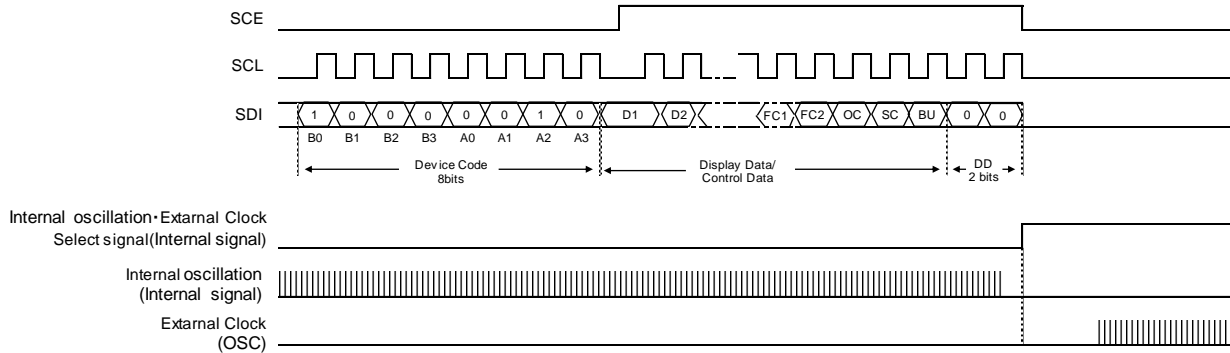 SCE
SCL
SDI
1 0 0 0 0 0 1 0 D1 D2 FC1 FC2 OC SC BU 0 0
B0 B1 B2 B3 A0 A1 A2 A3
Device Code
8bits
Display Data/
Control Data
DD
2 bits
Internal oscillation・Extarnal Clock
Select signal(Internal signal)
Internal oscillation
(Internal signal)
Extarnal Clock
(OSC)